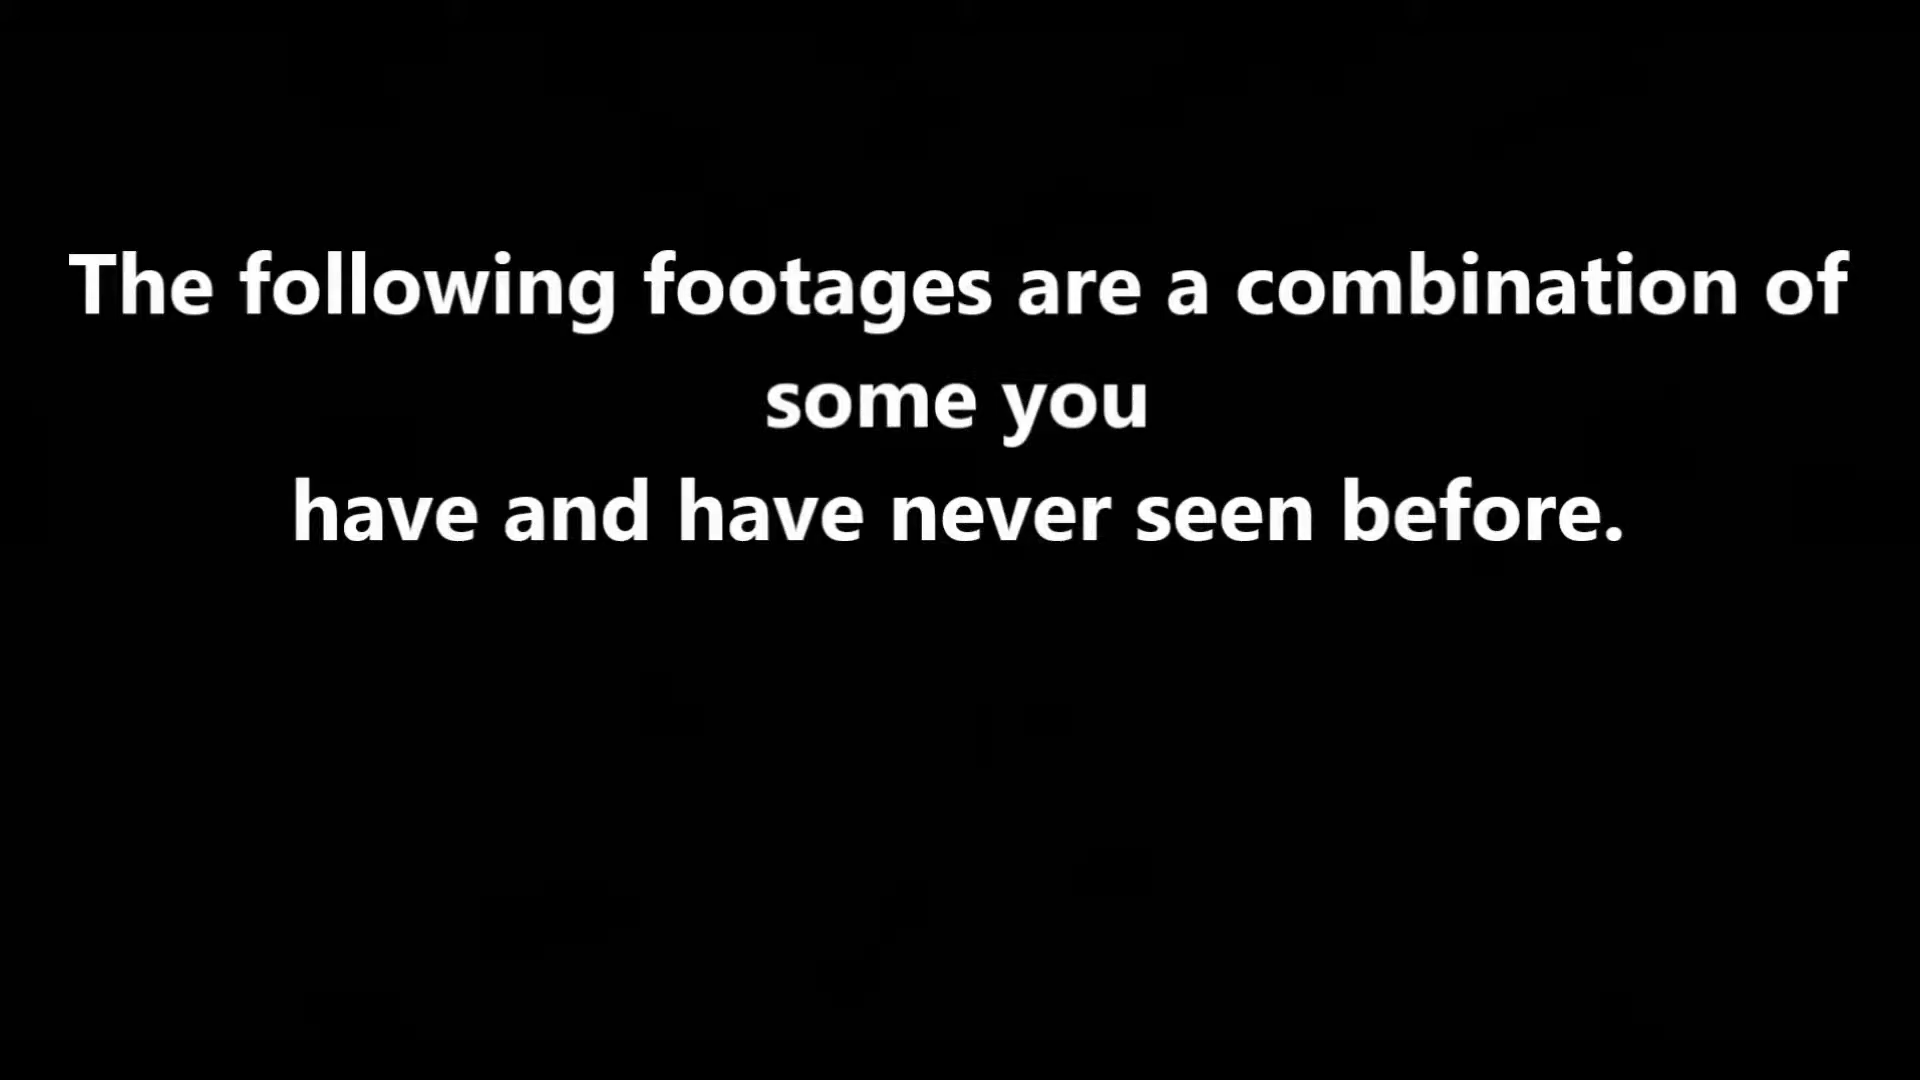 The following footages are a combination of
some you
have and have never seen before.